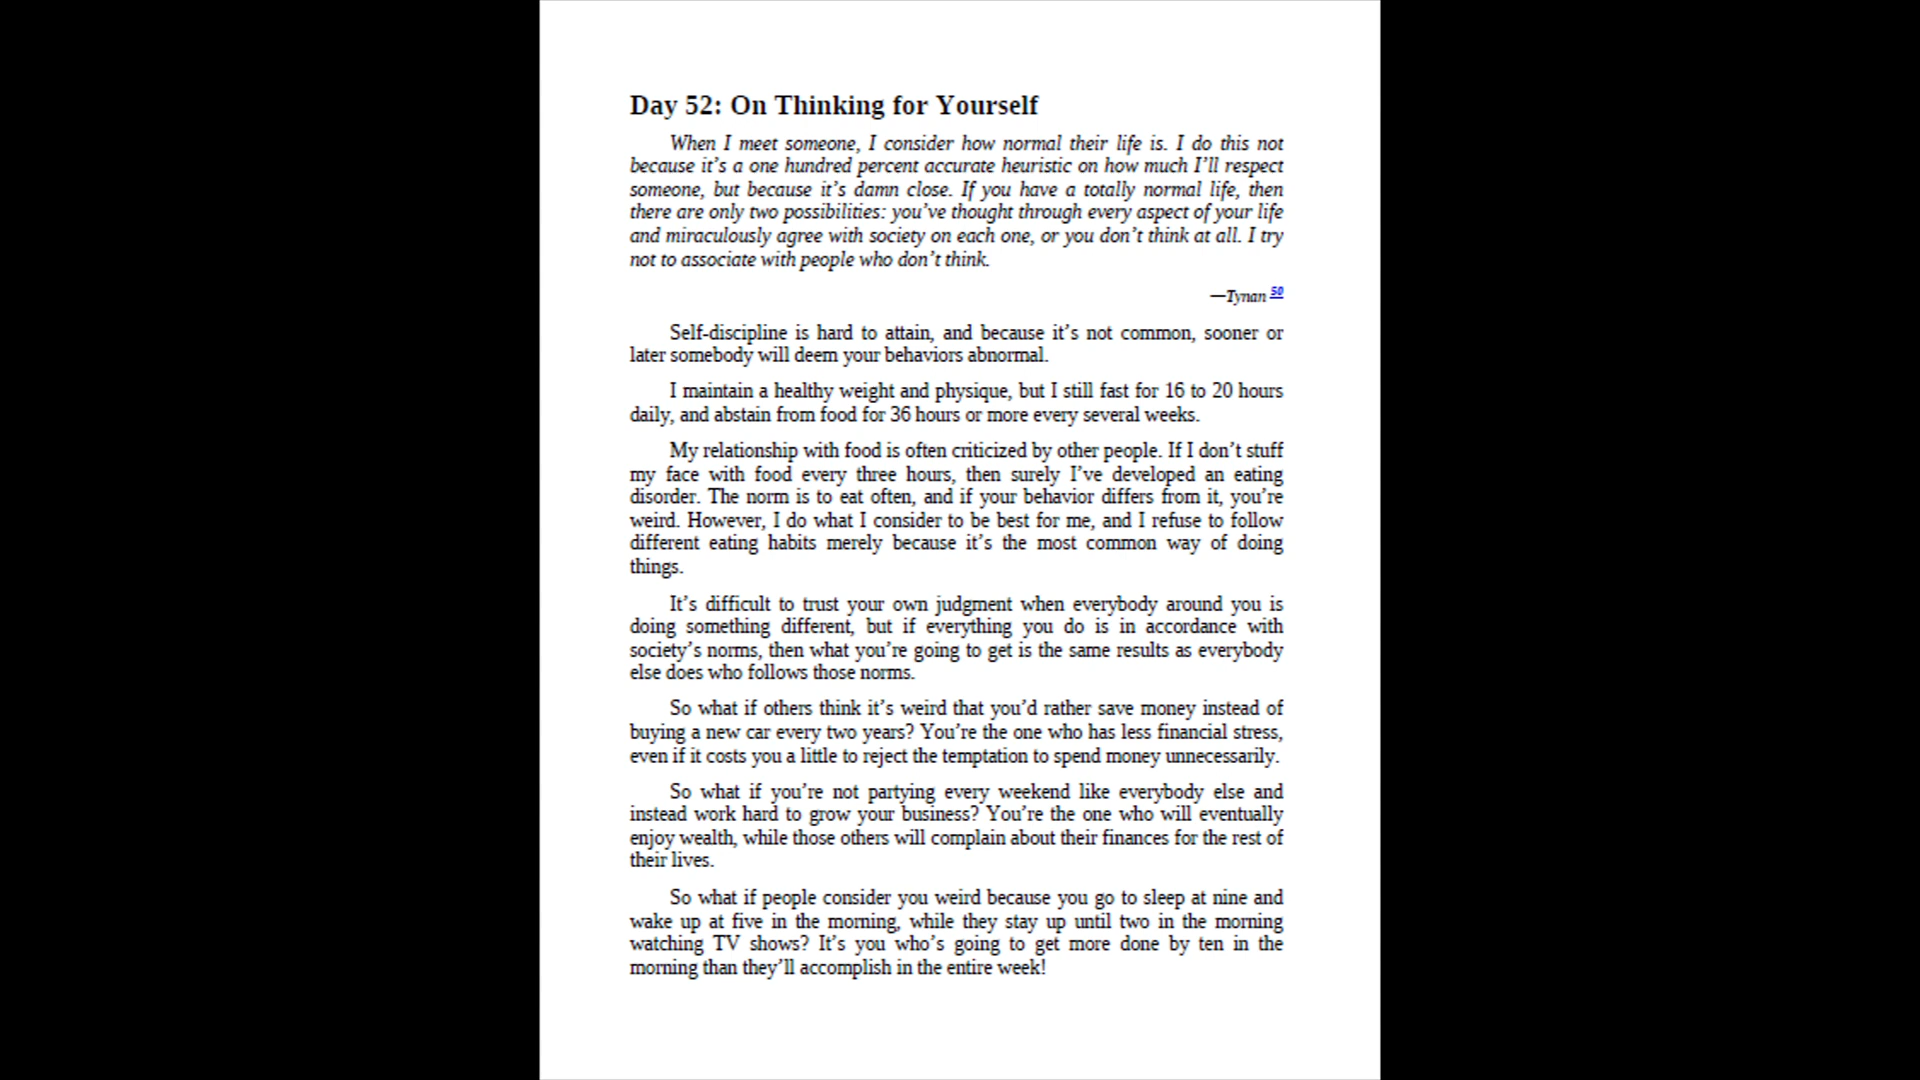 Day 52: On Thinking for Yourself
When I meet someone, I consider how normal their life is. I do this not
because it’s a one hundred percent accurate heuristic on how much I’ll respect
someone, but because it’s damn close. If you have a totally normal life, then
there are only two possibilities: you’ve thought through every aspect of your life
and miraculously agree with society on each one, or you don’t think at all. I try
not to associate with people who don’t think.
—Tynan 50
Self-discipline is hard to attain, and because it’s not common, sooner or
later somebody will deem your behaviors abnormal.
I maintain a healthy weight and physique, but I still fast for 16 to 20 hours
daily, and abstain from food for 36 hours or more every several weeks.
My relationship with food is often criticized by other people. If I don’t stuff
my face with food every three hours, then surely I’ve developed an eating
disorder. The norm is to eat often, and if your behavior differs from it, you’re
weird. However, I do what I consider to be best for me, and I refuse to follow
different eating habits merely because it’s the most common way of doing
things.
It’s difficult to trust your own judgment when everybody around you is
doing something different, but if everything you do is in accordance with
society’s norms, then what you’re going to get is the same results as everybody
else does who follows those norms.
So what if others think it’s weird that you’d rather save money instead of
buying a new car every two years? You’re the one who has less financial stress,
even if it costs you a little to reject the temptation to spend money unnecessarily.
So what if you’re not partying every weekend like everybody else and
instead work hard to grow your business? You’re the one who will eventually
enjoy wealth, while those others will complain about their finances for the rest of
their lives.
So what if people consider you weird because you go to sleep at nine and
wake up at five in the morning, while they stay up until two in the morning
watching TV shows? It’s you who’s going to get more done by ten in the
morning than they’ll accomplish in the entire week!